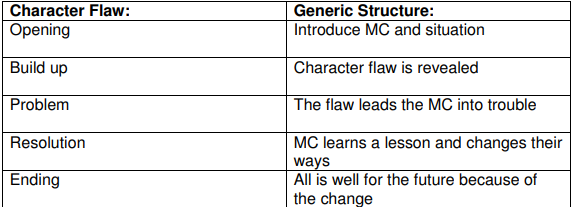 Character Flaw: Generic Structure:
Opening Introduce MC and situation
Build up Character flaw is revealed
Problem The flaw leads the MC into trouble
Resolution MC learns a lesson and changes their
ways
Ending All is well for the future because of
the change